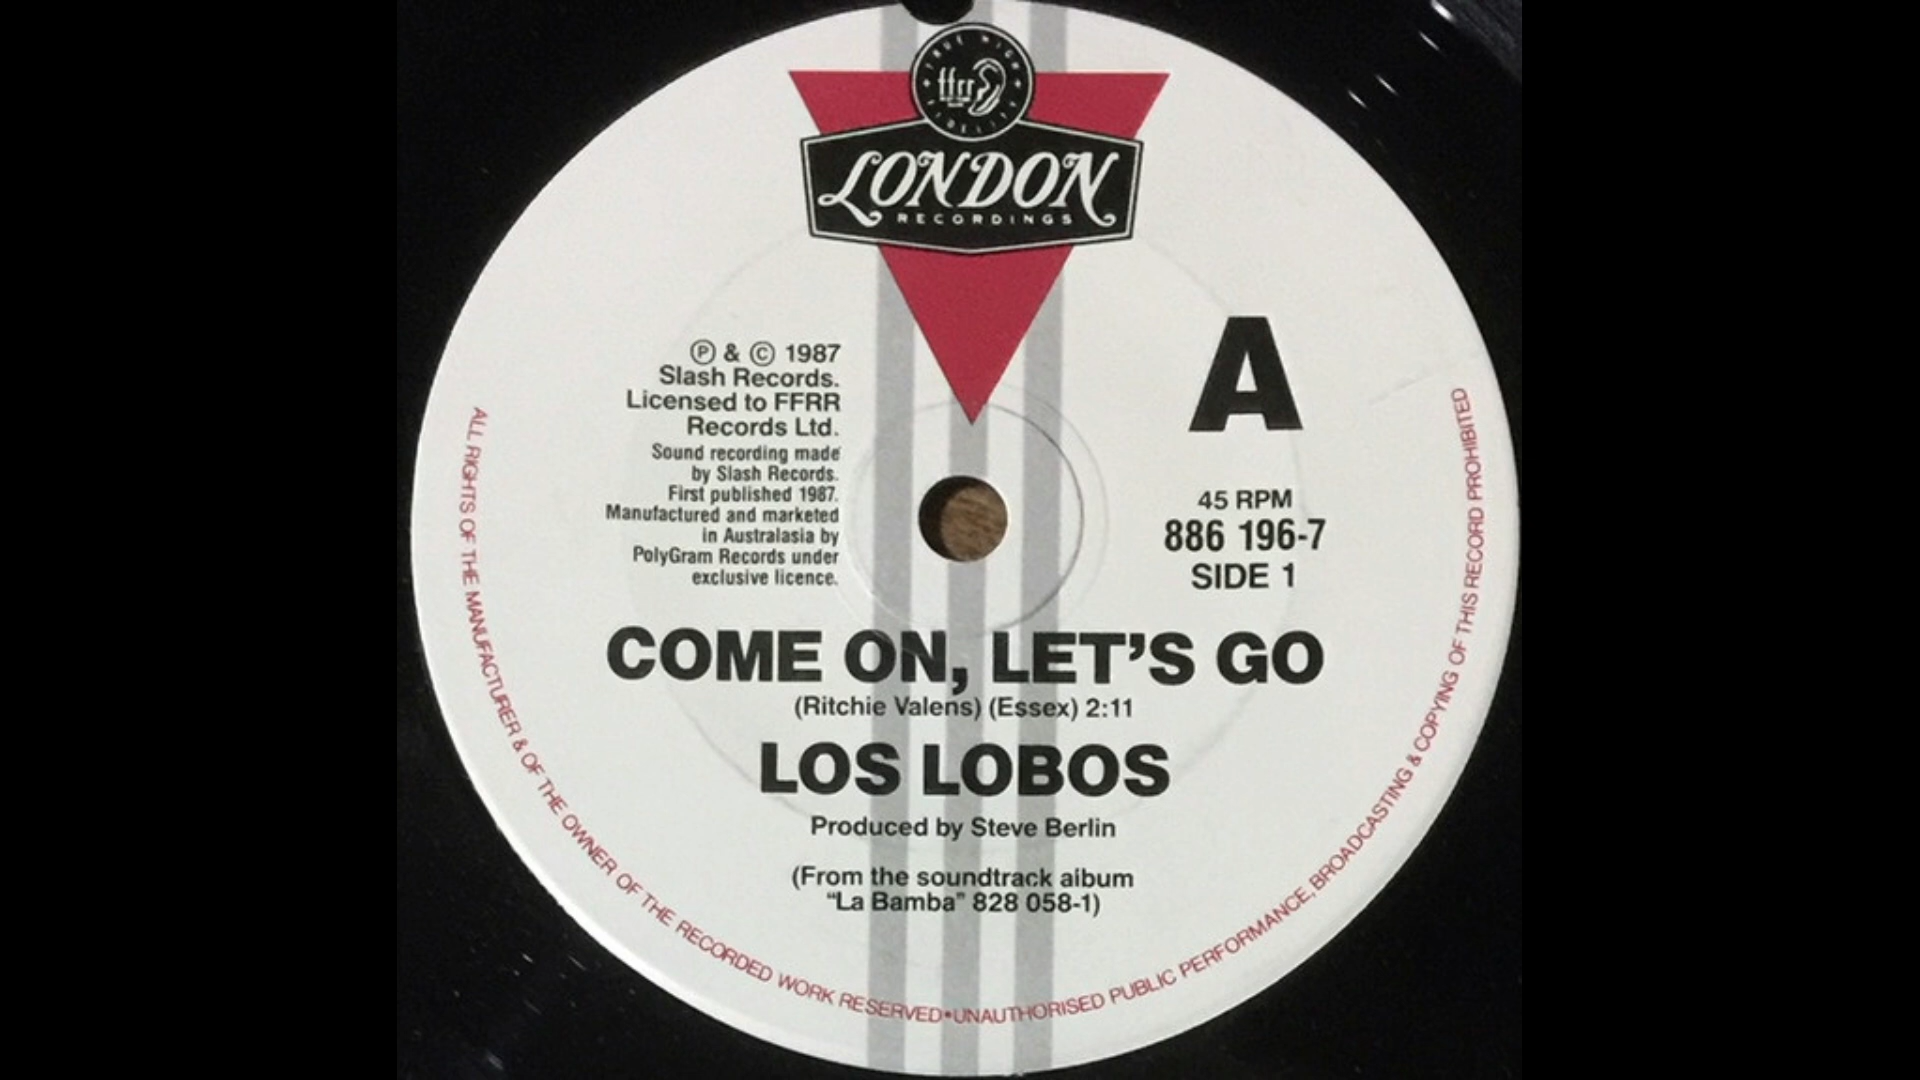 TRUE HIGH FIDELITY
ffrr
LONDON
RECORDINGS
Ⓟ & © 1987
Slash Records.
Licensed to FFRR
Records Ltd.
Sound recording made
by Slash Records.
First published 1987.
Manufactured and marketed
in Australasia by
PolyGram Records under
exclusive licence.
A
45 RPM
886 196-7
SIDE 1
COME ON, LET'S GO
(Ritchie Valens) (Essex) 2:11
LOS LOBOS
Produced by Steve Berlin
(From the soundtrack album
"La Bamba" 828 058-1)
ALL RIGHTS OF THE MANUFACTURER & OF THE OWNER OF THE RECORDED WORK RESERVED•UNAUTHORISED PUBLIC PERFORMANCE, BROADCASTING & COPYING OF THIS RECORD PROHIBITED